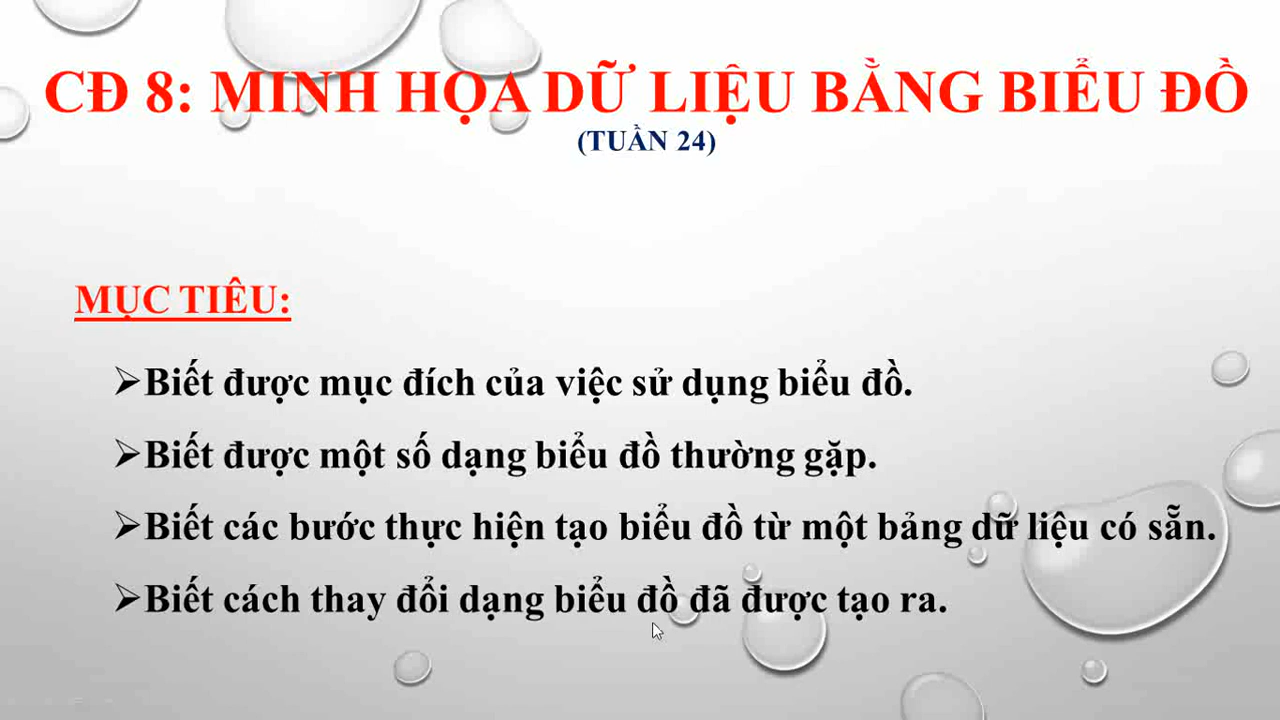 CĐ 8: MINH HỌA DỮ LIỆU BẰNG BIỂU ĐỒ
(TUẦN 24)
MỤC TIÊU:
➢Biết được mục đích của việc sử dụng biểu đồ.
➢Biết được một số dạng biểu đồ thường gặp.
➢Biết các bước thực hiện tạo biểu đồ từ một bảng dữ liệu có sẵn.
➢Biết cách thay đổi dạng biểu đồ đã được tạo ra.